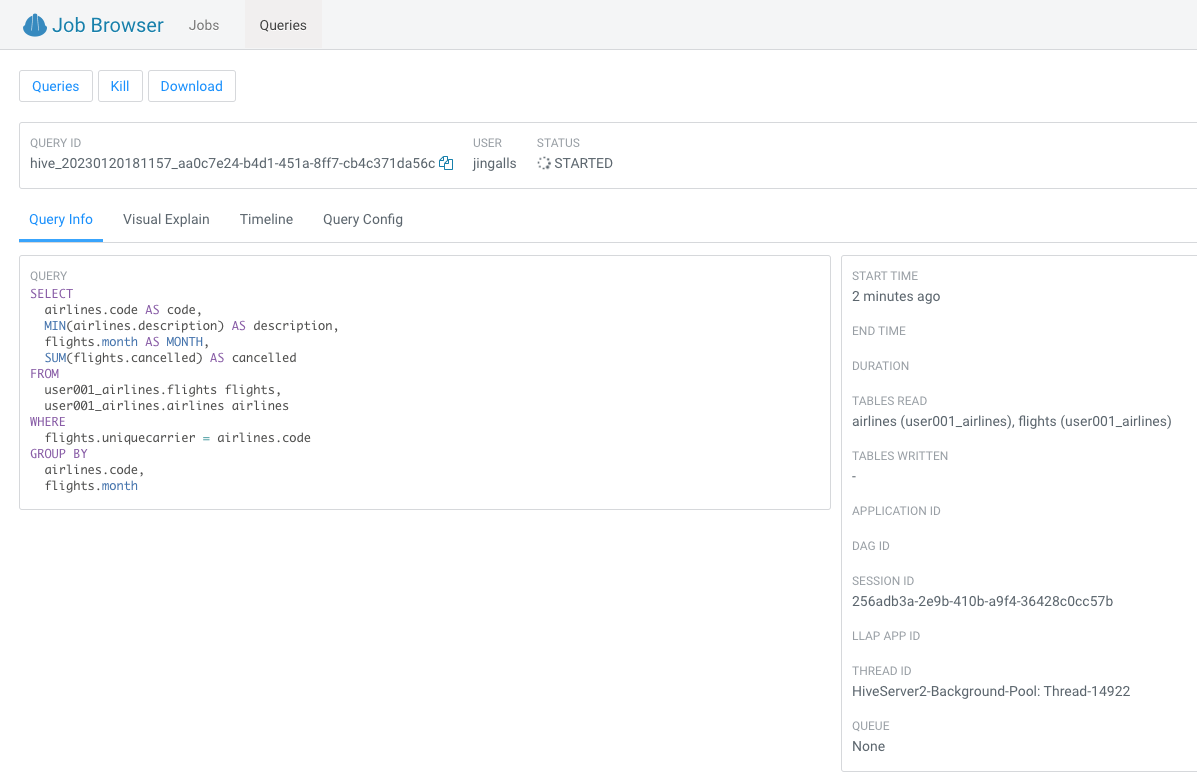 Job Browser Jobs Queries
Queries Kill Download
QUERY ID USER STATUS
hive_20230120181157_aa0c7e24-b4d1-451a-8ff7-cb4c371da56c jingalls STARTED
Query Info Visual Explain Timeline Query Config
QUERY
SELECT
airlines.code AS code,
MIN(airlines.description) AS description,
flights.month AS MONTH,
SUM(flights.cancelled) AS cancelled
FROM
user001_airlines.flights flights,
user001_airlines.airlines airlines
WHERE
flights.uniquecarrier = airlines.code
GROUP BY
airlines.code,
flights.month
START TIME
2 minutes ago
END TIME
DURATION
TABLES READ
airlines (user001_airlines), flights (user001_airlines)
TABLES WRITTEN
-
APPLICATION ID
DAG ID
SESSION ID
256adb3a-2e9b-410b-a9f4-36428c0cc57b
LLAP APP ID
THREAD ID
HiveServer2-Background-Pool: Thread-14922
QUEUE
None